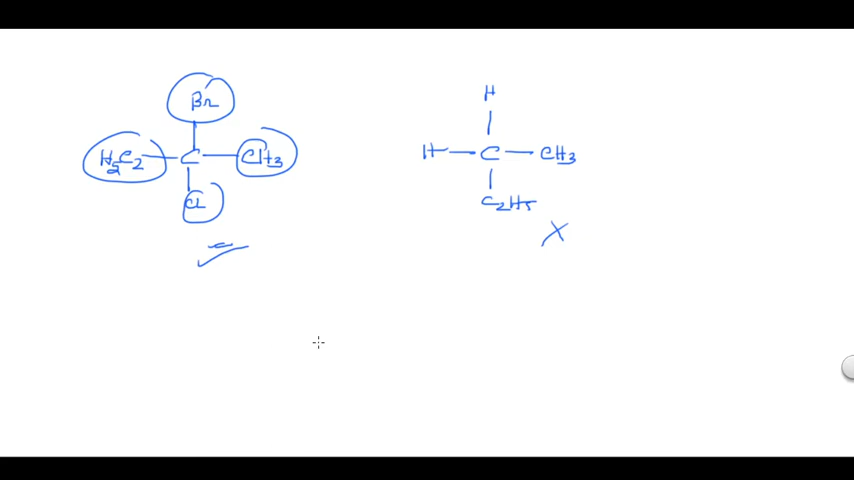 Br
H5C2 — C — CH3
Cl
H
H — C — CH3
C2H5